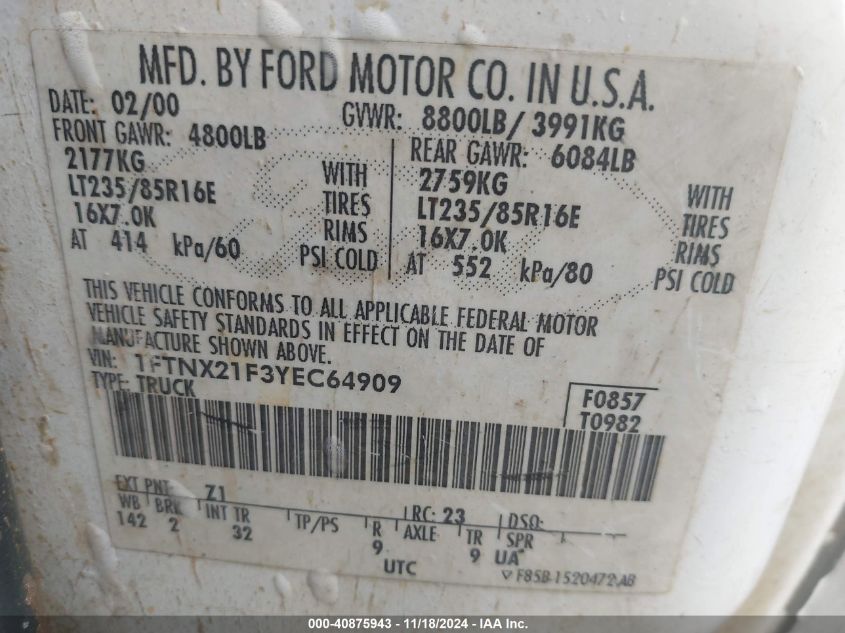 MFD. BY FORD MOTOR CO. IN U.S.A.
DATE: 02/00 GVWR: 8800LB/ 3991KG
FRONT GAWR: 4800LB REAR GAWR: 6084LB
2177KG WITH 2759KG WITH
LT235/85R16E TIRES LT235/85R16E TIRES
16X7.0K RIMS 16X7.0K RIMS
AT 414 kPa/60 PSI COLD AT 552 kPa/80 PSI COLD
THIS VEHICLE CONFORMS TO ALL APPLICABLE FEDERAL MOTOR
VEHICLE SAFETY STANDARDS IN EFFECT ON THE DATE OF
MANUFACTURE SHOWN ABOVE.
VIN: 1FTNX21F3YEC64909
TYPE: TRUCK
F0857
T0982
EXT PNT: Z1 RC: 23 DSO:
WB BRK INT TR TP/PS R AXLE TR SPR
142 2 32 9 9 UA
UTC
▽ F85B-1520472-AB
000-40875943 - 11/18/2024 - IAA Inc.